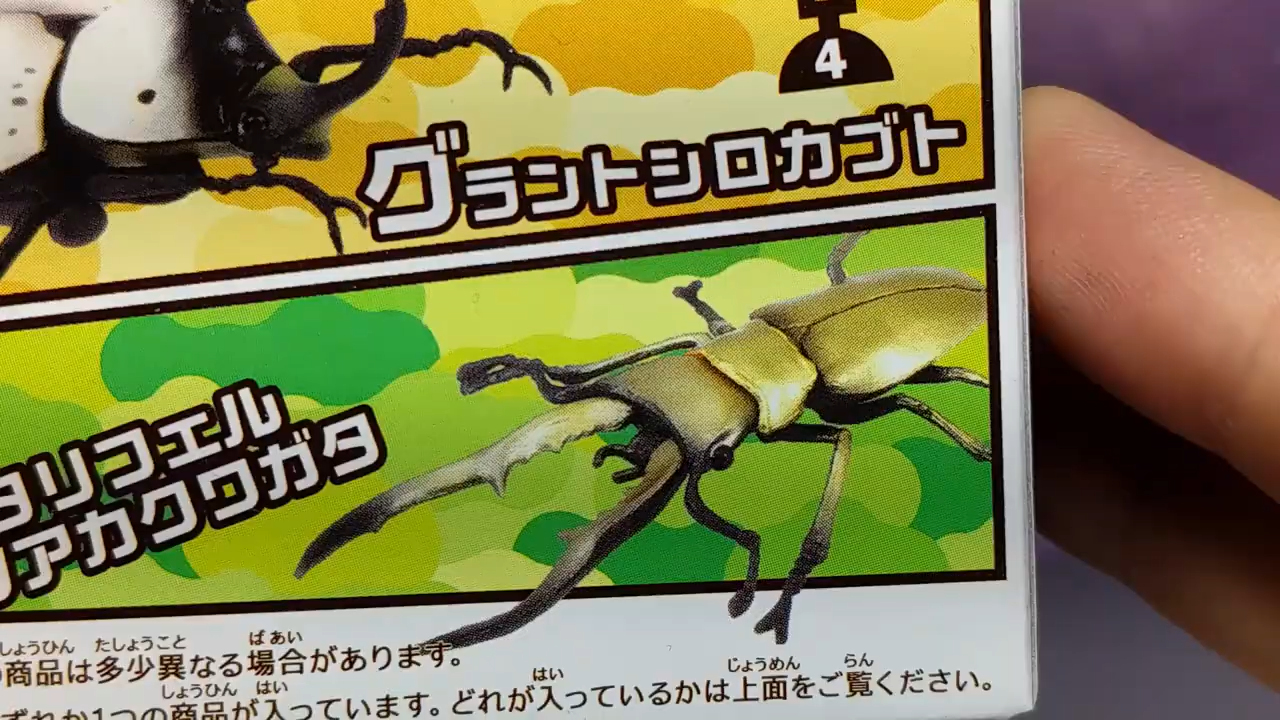 4
グラントシロカブト
タリフェル
ァアカクワガタ
しょうひん たしょうこと ばあい
商品は多少異なる場合があります。
しょうひん はい はい じょうめん らん
ずれか1つの商品が入っています。どれが入っているかは上面をご覧ください。